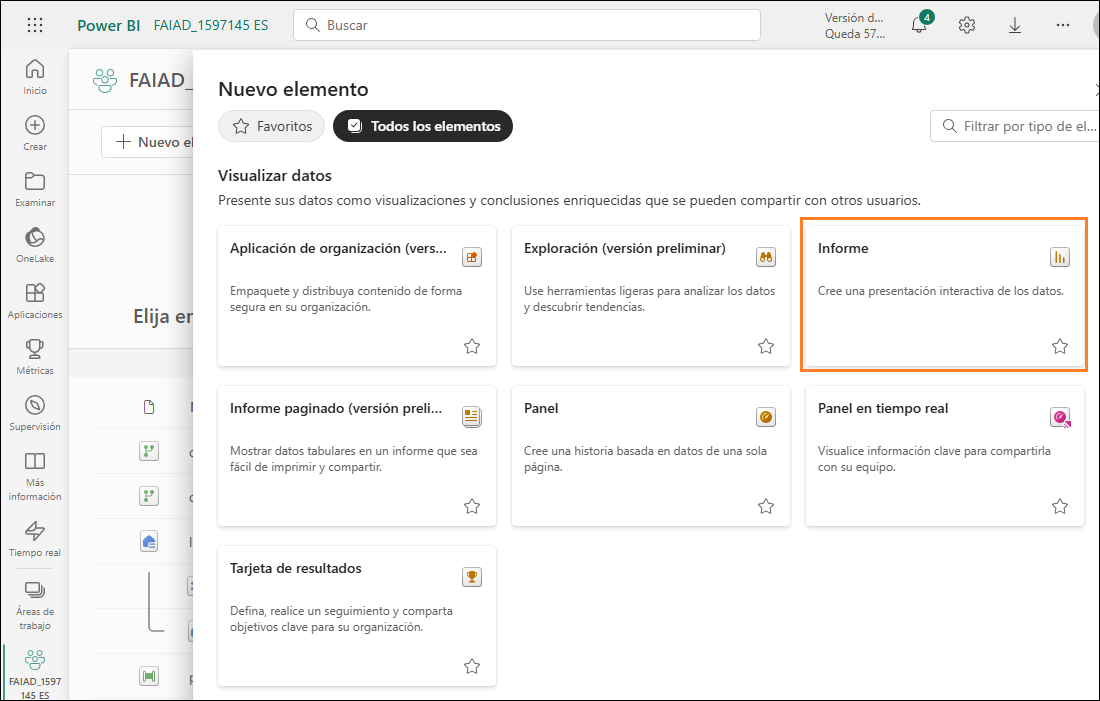 Power BI FAIAD_1597145 ES
Buscar
Versión d...
Queda 57...
4
Inicio
Crear
Examinar
OneLake
Aplicaciones
Métricas
Supervisión
Más
información
Tiempo real
Áreas de
trabajo
FAIAD_1597
145 ES
FAIAD_
Nuevo el
Elija en
Nuevo elemento
Favoritos
Todos los elementos
Filtrar por tipo de el...
Visualizar datos
Presente sus datos como visualizaciones y conclusiones enriquecidas que se pueden compartir con otros usuarios.
Aplicación de organización (vers...
Empaquete y distribuya contenido de forma
segura en su organización.
Exploración (versión preliminar)
Use herramientas ligeras para analizar los datos
y descubrir tendencias.
Informe
Cree una presentación interactiva de los datos.
Informe paginado (versión preli...
Mostrar datos tabulares en un informe que sea
fácil de imprimir y compartir.
Panel
Cree una historia basada en datos de una sola
página.
Panel en tiempo real
Visualice información clave para compartirla
con su equipo.
Tarjeta de resultados
Defina, realice un seguimiento y comparta
objetivos clave para su organización.